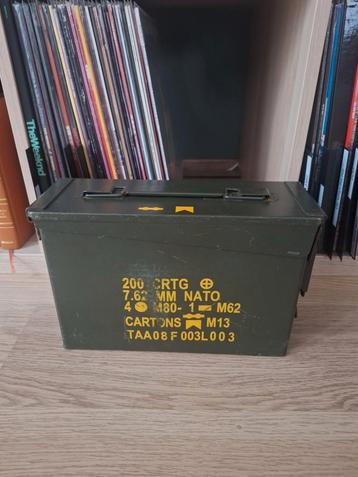 TheWeeknd
200 CRTG
7.62 MM NATO
4 M80- 1 M62
CARTONS M13
TAA08F003L003